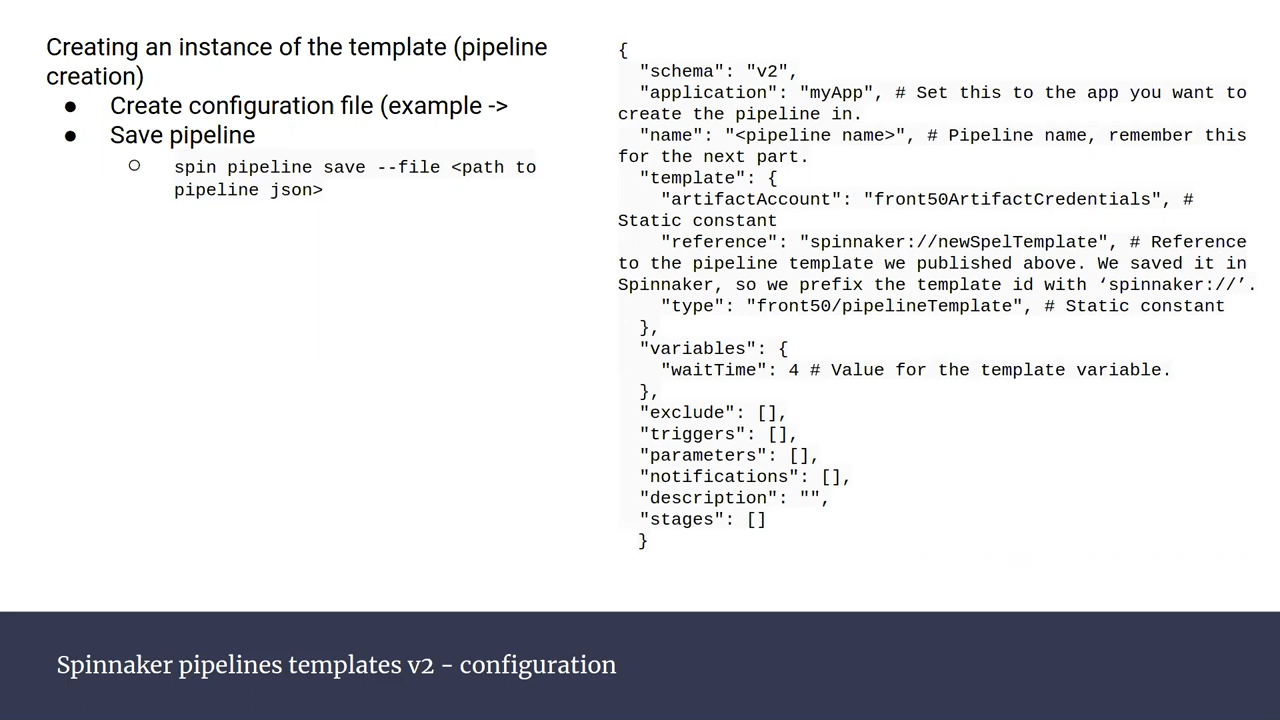 Creating an instance of the template (pipeline
creation)
● Create configuration file (example ->
● Save pipeline
○ spin pipeline save --file <path to
pipeline json>
{
"schema": "v2",
"application": "myApp", # Set this to the app you want to
create the pipeline in.
"name": "<pipeline name>", # Pipeline name, remember this
for the next part.
"template": {
"artifactAccount": "front50ArtifactCredentials", #
Static constant
"reference": "spinnaker://newSpelTemplate", # Reference
to the pipeline template we published above. We saved it in
Spinnaker, so we prefix the template id with ‘spinnaker://’.
"type": "front50/pipelineTemplate", # Static constant
},
"variables": {
"waitTime": 4 # Value for the template variable.
},
"exclude": [],
"triggers": [],
"parameters": [],
"notifications": [],
"description": "",
"stages": []
}
Spinnaker pipelines templates v2 - configuration